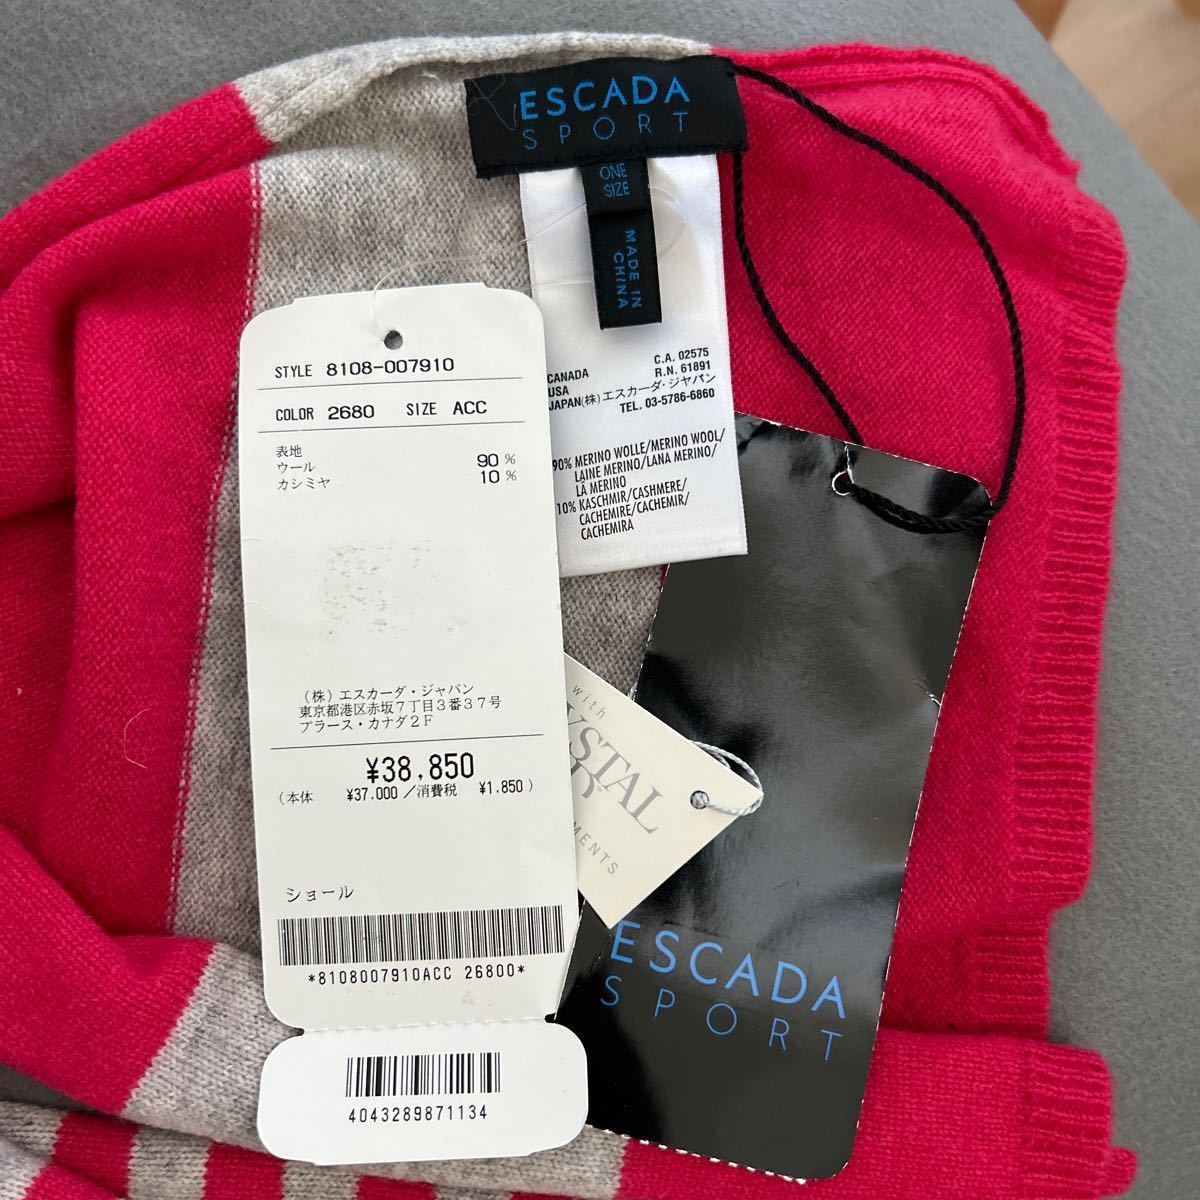 ESCADA
SPORT
ONE
SIZE
MADE IN
CHINA
C.A. 02575
CANADA
R.N. 61891
USA
JAPAN(株)エスカーダ・ジャパン
TEL. 03-5786-6860
90% MERINO WOLLE/MERINO WOOL/
LAINE MERINO/LANA MERINO/
LÄ MERINO
10% KASCHMIR/CASHMERE/
CACHEMIRE/CACHEMIR/
CACHEMIRA
STYLE 8108-007910
COLOR 2680 SIZE ACC
表地
ウール 90%
カシミヤ 10%
(株)エスカーダ・ジャパン
東京都港区赤坂7丁目3番37号
プラース・カナダ2F
¥38,850
(本体 ¥37.000/消費税 ¥1.850)
ショール
*8108007910ACC 26800*
4043289871134
with
YSTAL
MENTS
ESCADA
SPORT